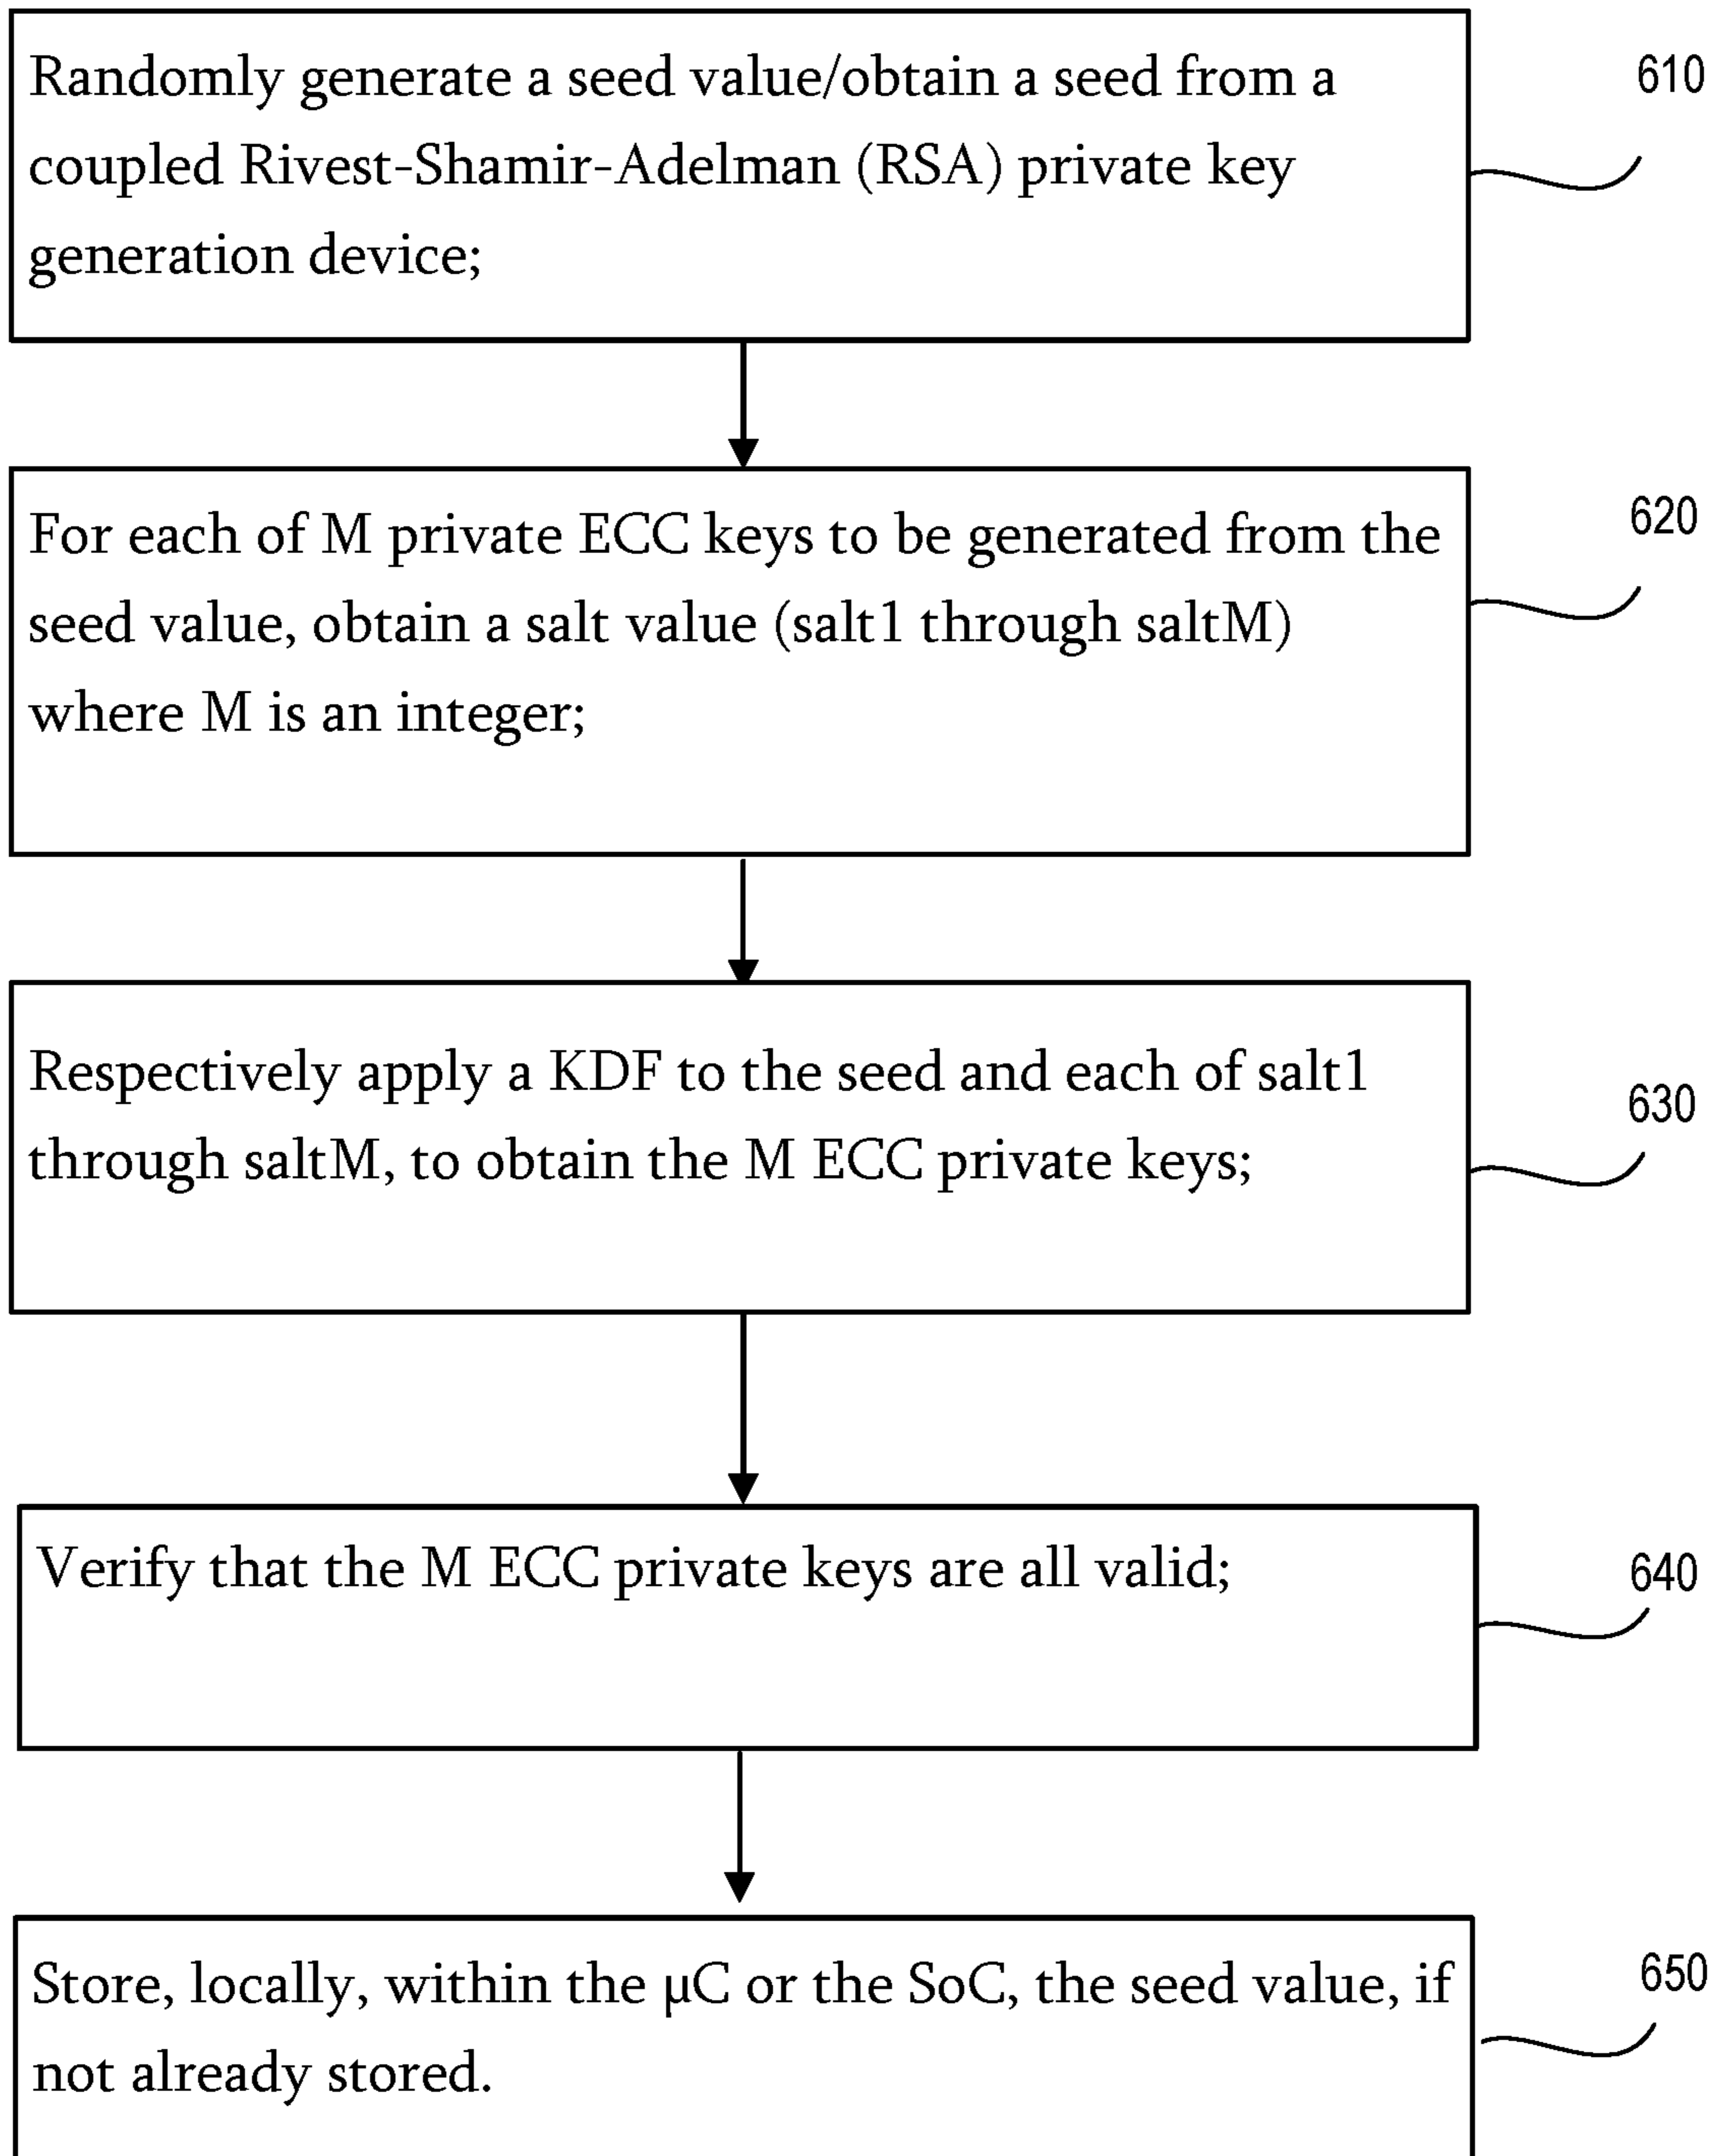 Randomly generate a seed value/obtain a seed from a
coupled Rivest-Shamir-Adelman (RSA) private key
generation device;
610
For each of M private ECC keys to be generated from the
seed value, obtain a salt value (salt1 through saltM)
where M is an integer;
620
Respectively apply a KDF to the seed and each of salt1
through saltM, to obtain the M ECC private keys;
630
Verify that the M ECC private keys are all valid;
640
Store, locally, within the µC or the SoC, the seed value, if
not already stored.
650